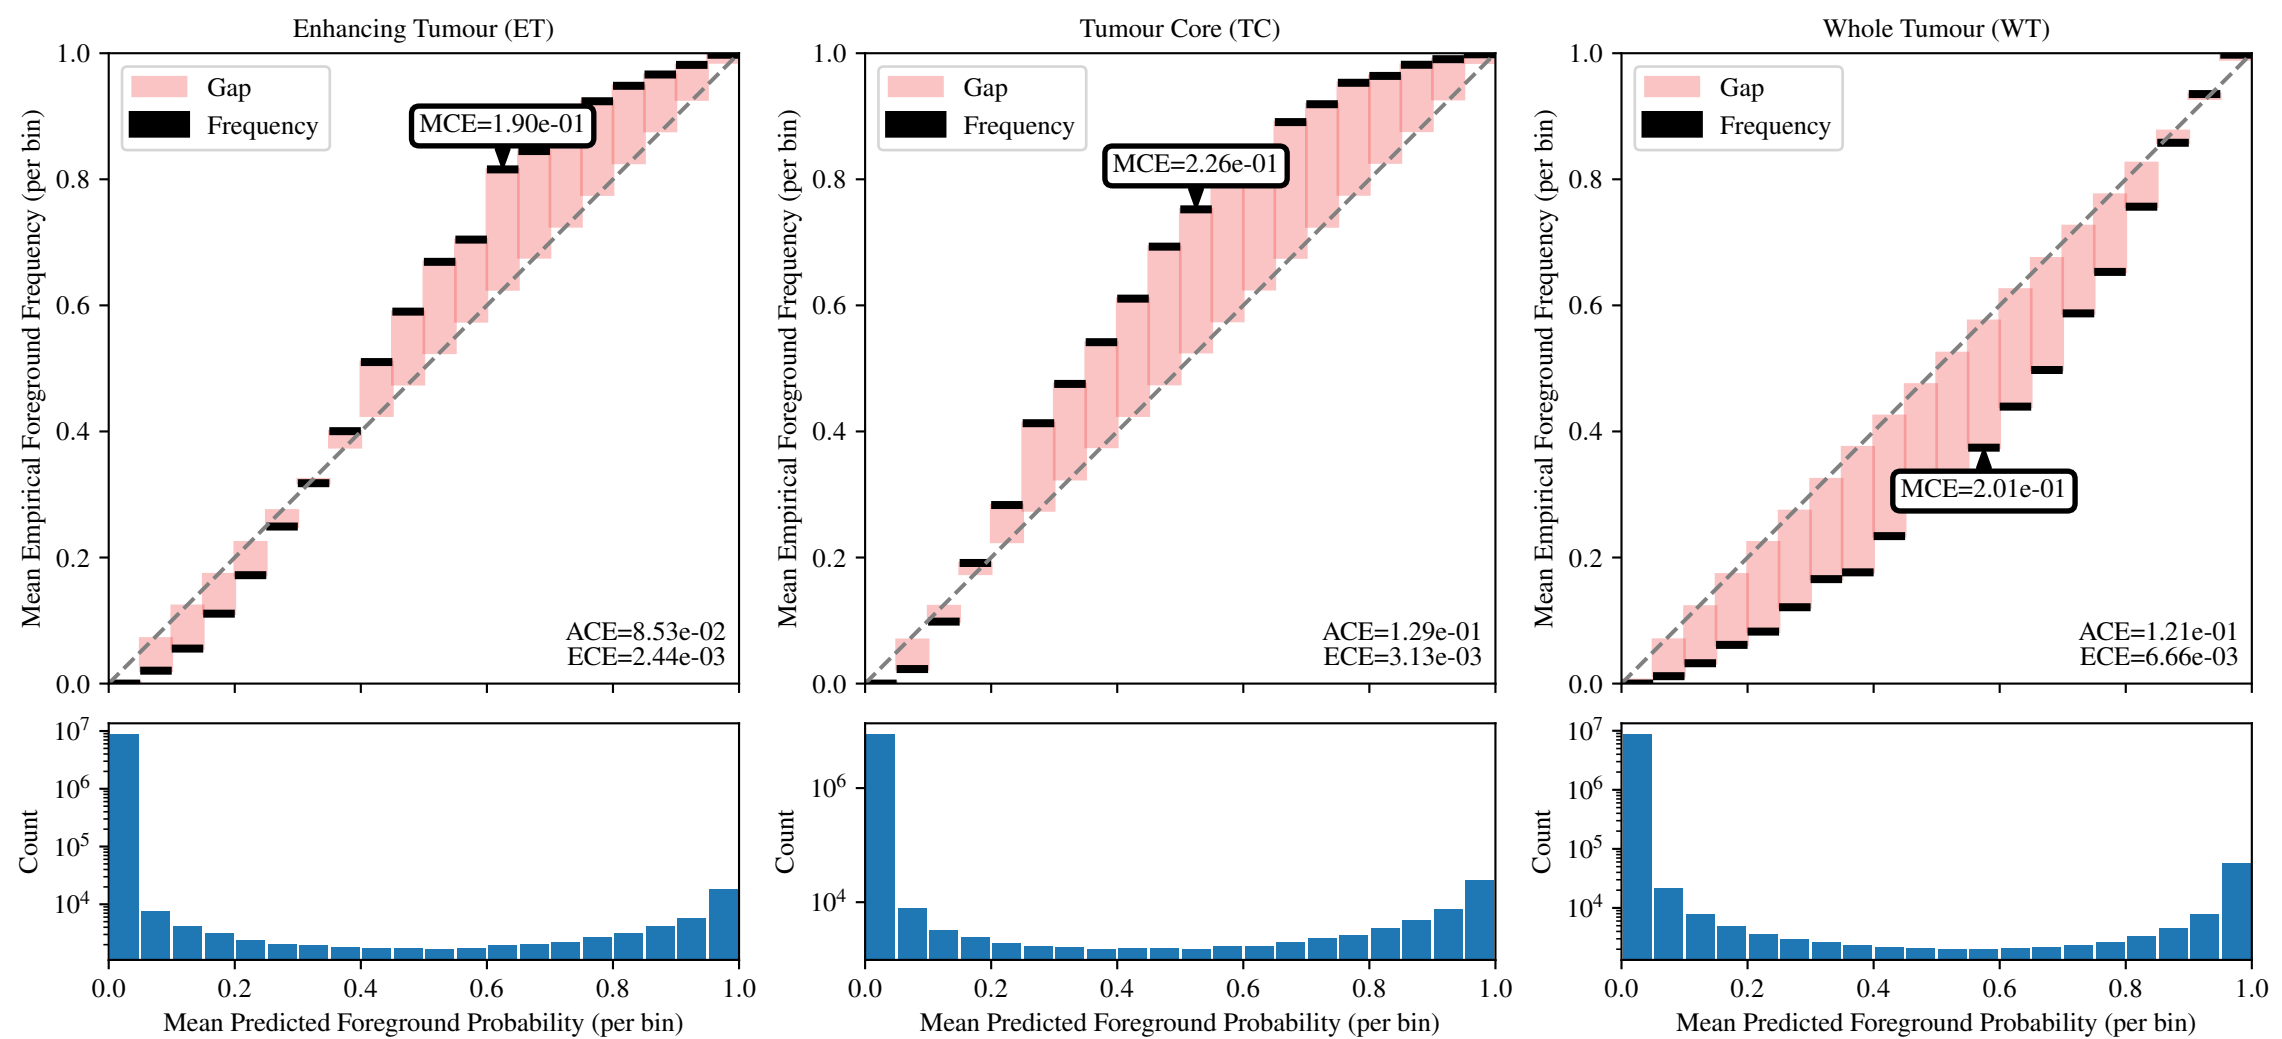 Enhancing Tumour (ET)
Mean Empirical Foreground Frequency (per bin)
1.0
0.8
0.6
0.4
0.2
0.0
Gap
Frequency
MCE=1.90e-01
ACE=8.53e-02
ECE=2.44e-03
Count
10^7
10^6
10^5
10^4
0.0 0.2 0.4 0.6 0.8 1.0
Mean Predicted Foreground Probability (per bin)
Tumour Core (TC)
Mean Empirical Foreground Frequency (per bin)
1.0
0.8
0.6
0.4
0.2
0.0
Gap
Frequency
MCE=2.26e-01
ACE=1.29e-01
ECE=3.13e-03
Count
10^6
10^4
0.0 0.2 0.4 0.6 0.8 1.0
Mean Predicted Foreground Probability (per bin)
Whole Tumour (WT)
Mean Empirical Foreground Frequency (per bin)
1.0
0.8
0.6
0.4
0.2
0.0
Gap
Frequency
MCE=2.01e-01
ACE=1.21e-01
ECE=6.66e-03
Count
10^7
10^6
10^5
10^4
0.0 0.2 0.4 0.6 0.8 1.0
Mean Predicted Foreground Probability (per bin)